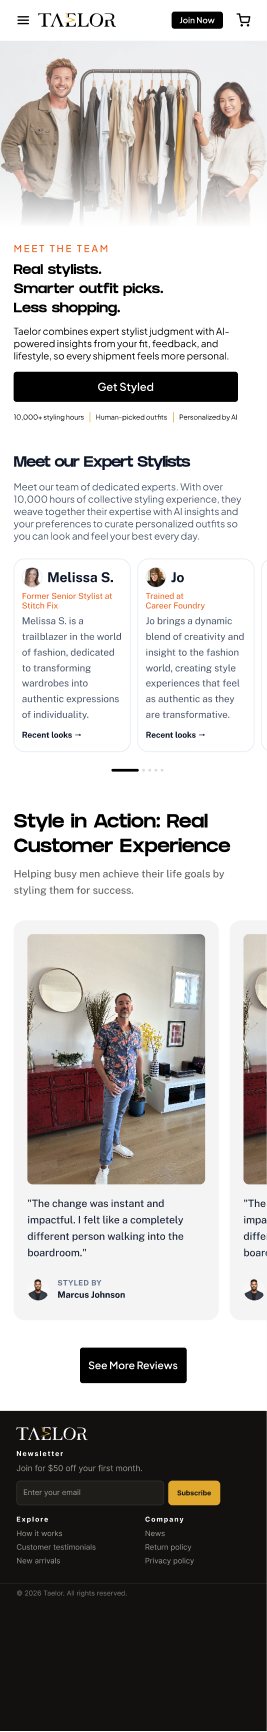 TAELOR
Join Now
MEET THE TEAM
Real stylists.
Smarter outfit picks.
Less shopping.
Taelor combines expert stylist judgment with AI-
powered insights from your fit, feedback, and
lifestyle, so every shipment feels more personal.
Get Styled
10,000+ styling hours
Human-picked outfits
Personalized by AI
Meet our Expert Stylists
Meet our team of dedicated experts. With over
10,000 hours of collective styling experience, they
weave together their expertise with AI insights and
your preferences to curate personalized outfits so
you can look and feel your best every day.
Melissa S.
Former Senior Stylist at
Stitch Fix
Melissa S. is a
trailblazer in the world
of fashion, dedicated
to transforming
wardrobes into
authentic expressions
of individuality.
Recent looks →
Jo
Trained at
Career Foundry
Jo brings a dynamic
blend of creativity and
insight to the fashion
world, creating style
experiences that feel
as authentic as they
are transformative.
Recent looks →
Style in Action: Real
Customer Experience
Helping busy men achieve their life goals by
styling them for success.
"The change was instant and
impactful. I felt like a completely
different person walking into the
boardroom."
STYLED BY
Marcus Johnson
"The
impa
diffe
boar
See More Reviews
TAELOR
Newsletter
Join for $50 off your first month.
Enter your email
Subscribe
Explore
How it works
Customer testimonials
New arrivals
Company
News
Return policy
Privacy policy
© 2026 Taelor. All rights reserved.